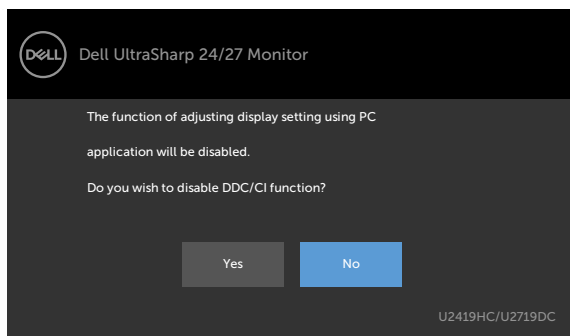 DELL
Dell UltraSharp 24/27 Monitor
The function of adjusting display setting using PC
application will be disabled.
Do you wish to disable DDC/CI function?
Yes
No
U2419HC/U2719DC